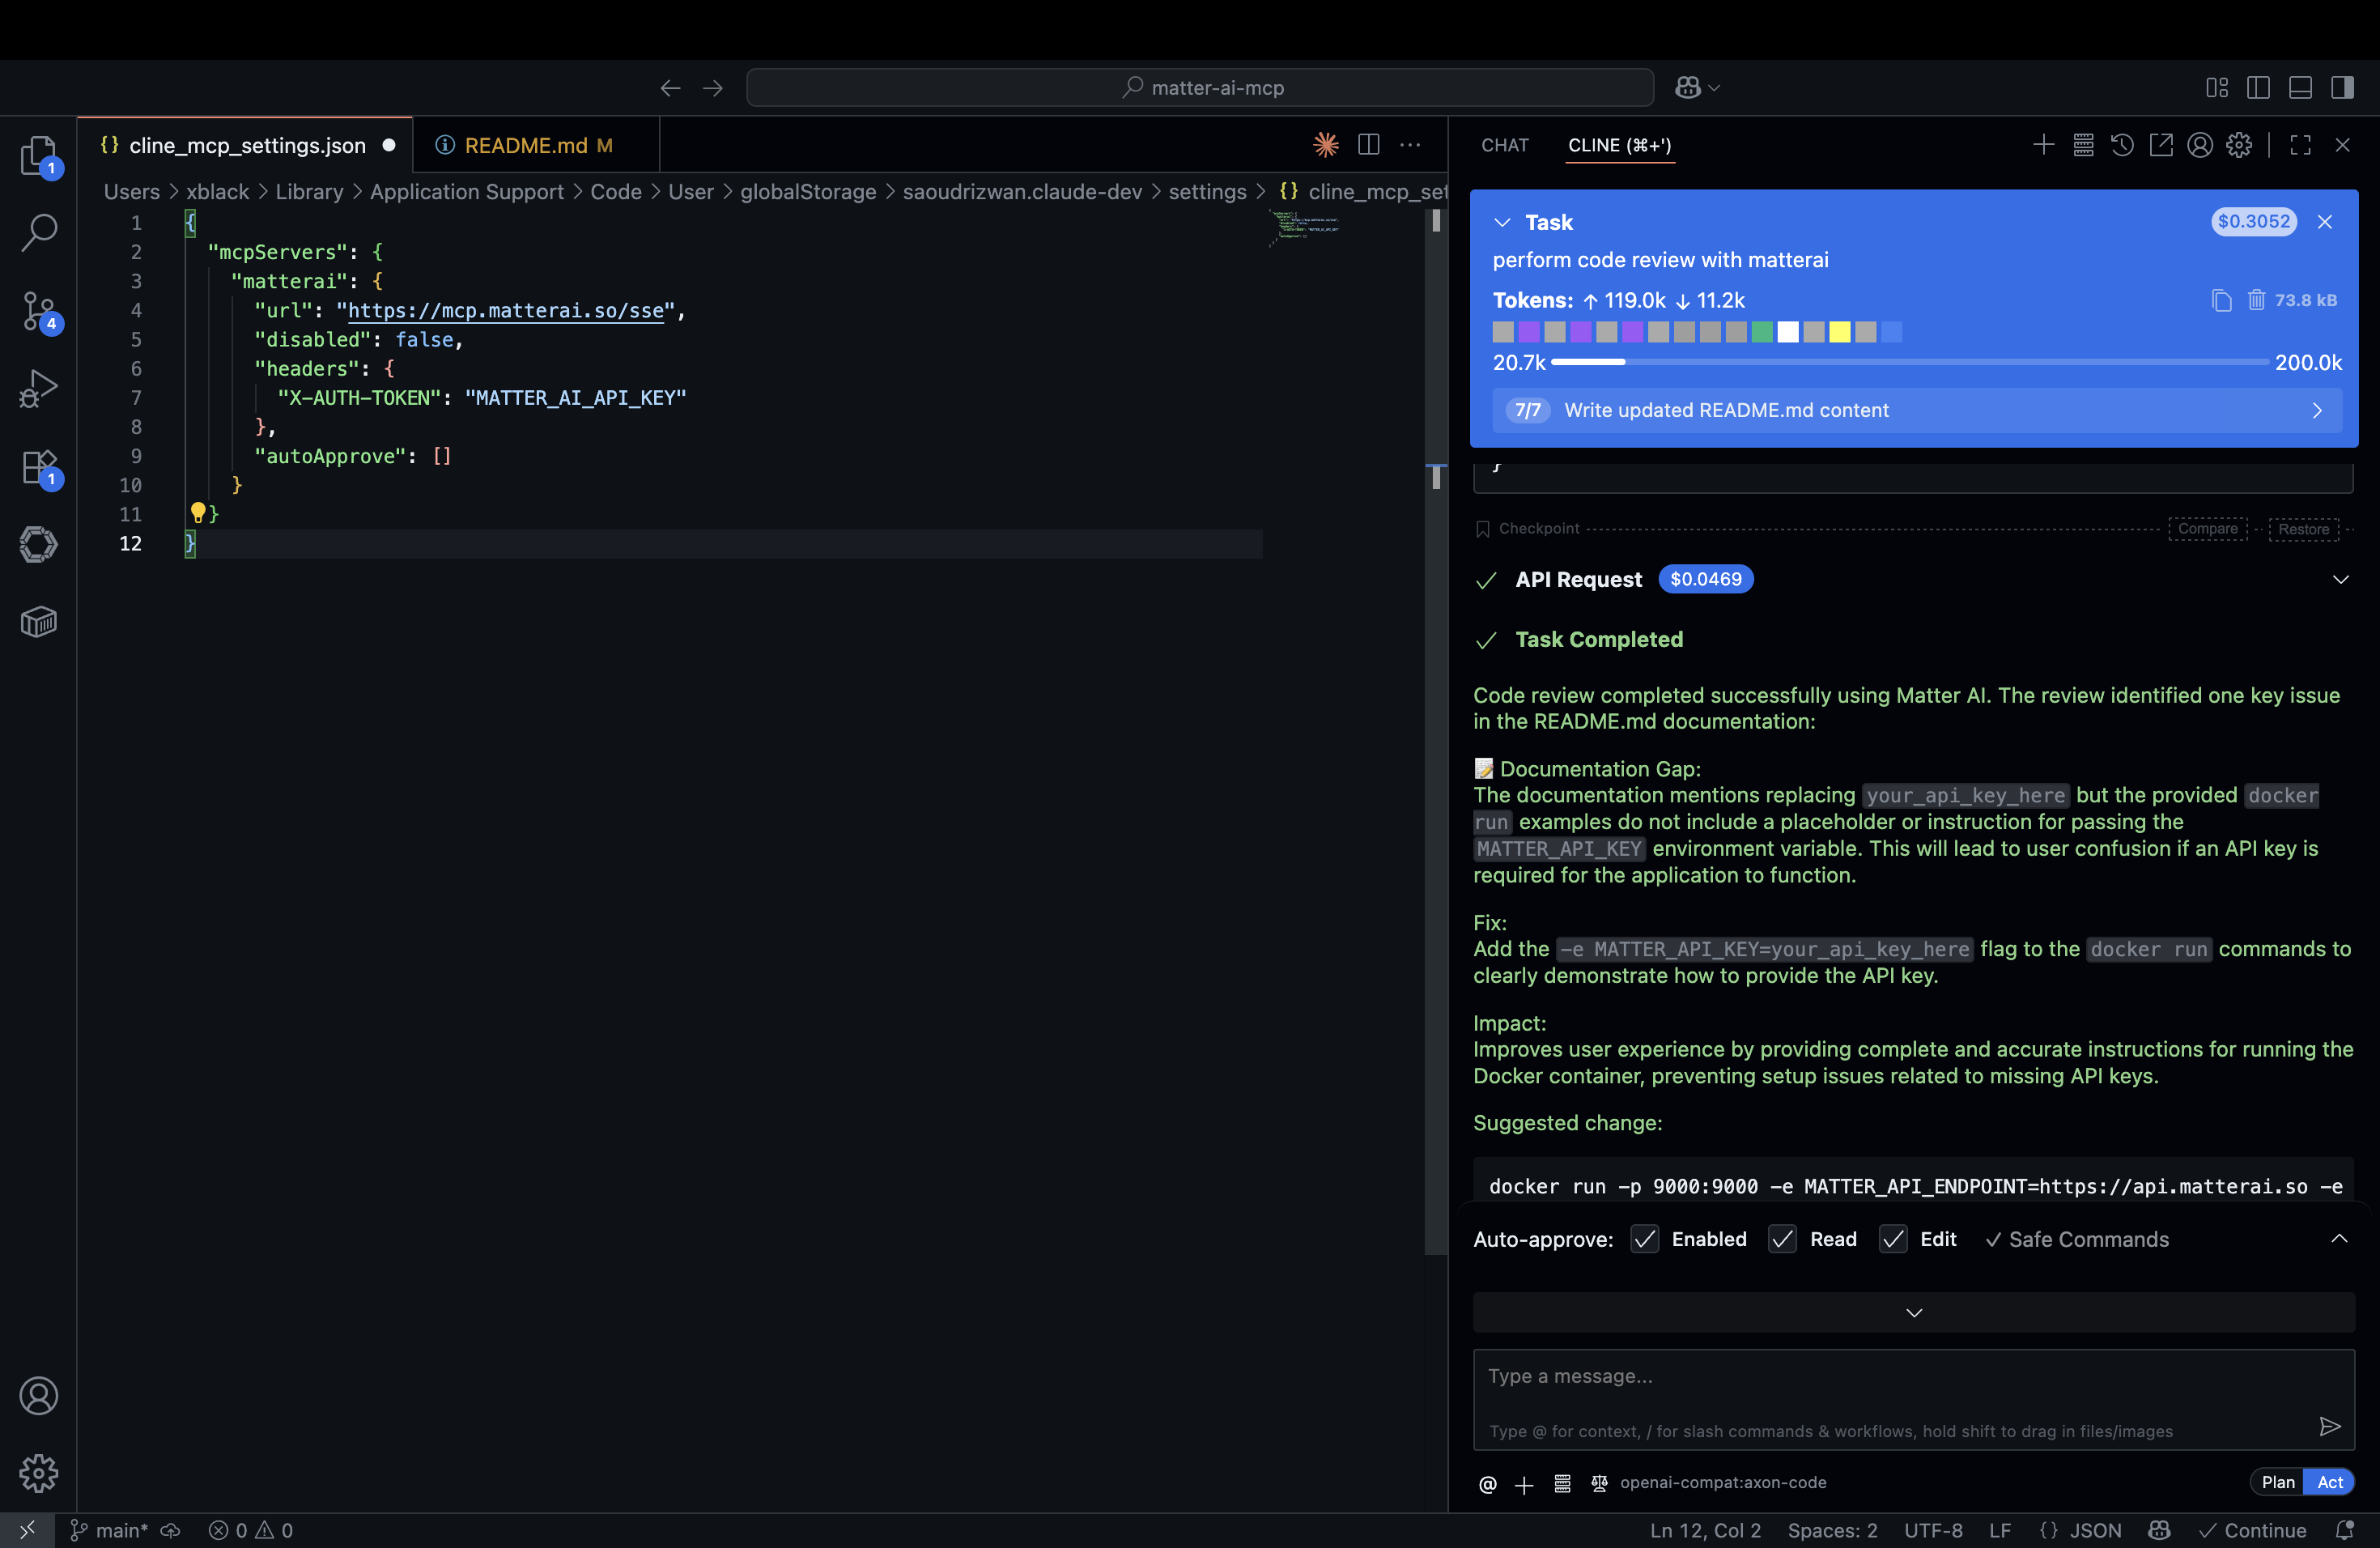 matter-ai-mcp
{} cline_mcp_settings.json
README.md M
CHAT
CLINE (⌘+')
Users > xblack > Library > Application Support > Code > User > globalStorage > saoudrizwan.claude-dev > settings > {} cline_mcp_set
1 {
2 "mcpServers": {
3 "matterai": {
4 "url": "https://mcp.matterai.so/sse",
5 "disabled": false,
6 "headers": {
7 "X-AUTH-TOKEN": "MATTER_AI_API_KEY"
8 },
9 "autoApprove": []
10 }
11 }
12 }
1
4
1
Task
$0.3052
perform code review with matterai
Tokens: ↑ 119.0k ↓ 11.2k
73.8 kB
20.7k
200.0k
7/7 Write updated README.md content
}
Checkpoint
Compare
Restore
API Request $0.0469
Task Completed
Code review completed successfully using Matter AI. The review identified one key issue
in the README.md documentation:
📝 Documentation Gap:
The documentation mentions replacing your_api_key_here but the provided docker
run examples do not include a placeholder or instruction for passing the
MATTER_API_KEY environment variable. This will lead to user confusion if an API key is
required for the application to function.
Fix:
Add the -e MATTER_API_KEY=your_api_key_here flag to the docker run commands to
clearly demonstrate how to provide the API key.
Impact:
Improves user experience by providing complete and accurate instructions for running the
Docker container, preventing setup issues related to missing API keys.
Suggested change:
docker run -p 9000:9000 -e MATTER_API_ENDPOINT=https://api.matterai.so -e
Auto-approve: Enabled Read Edit ✓ Safe Commands
Type a message...
Type @ for context, / for slash commands & workflows, hold shift to drag in files/images
@ + openai-compat:axon-code
Plan Act
main* 0 0
Ln 12, Col 2 Spaces: 2 UTF-8 LF {} JSON ✓ Continue